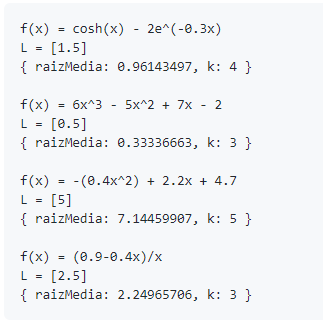 f(x) = cosh(x) - 2e^(-0.3x)
L = [1.5]
{ raizMedia: 0.96143497, k: 4 }
f(x) = 6x^3 - 5x^2 + 7x - 2
L = [0.5]
{ raizMedia: 0.33336663, k: 3 }
f(x) = -(0.4x^2) + 2.2x + 4.7
L = [5]
{ raizMedia: 7.14459907, k: 5 }
f(x) = (0.9-0.4x)/x
L = [2.5]
{ raizMedia: 2.24965706, k: 3 }